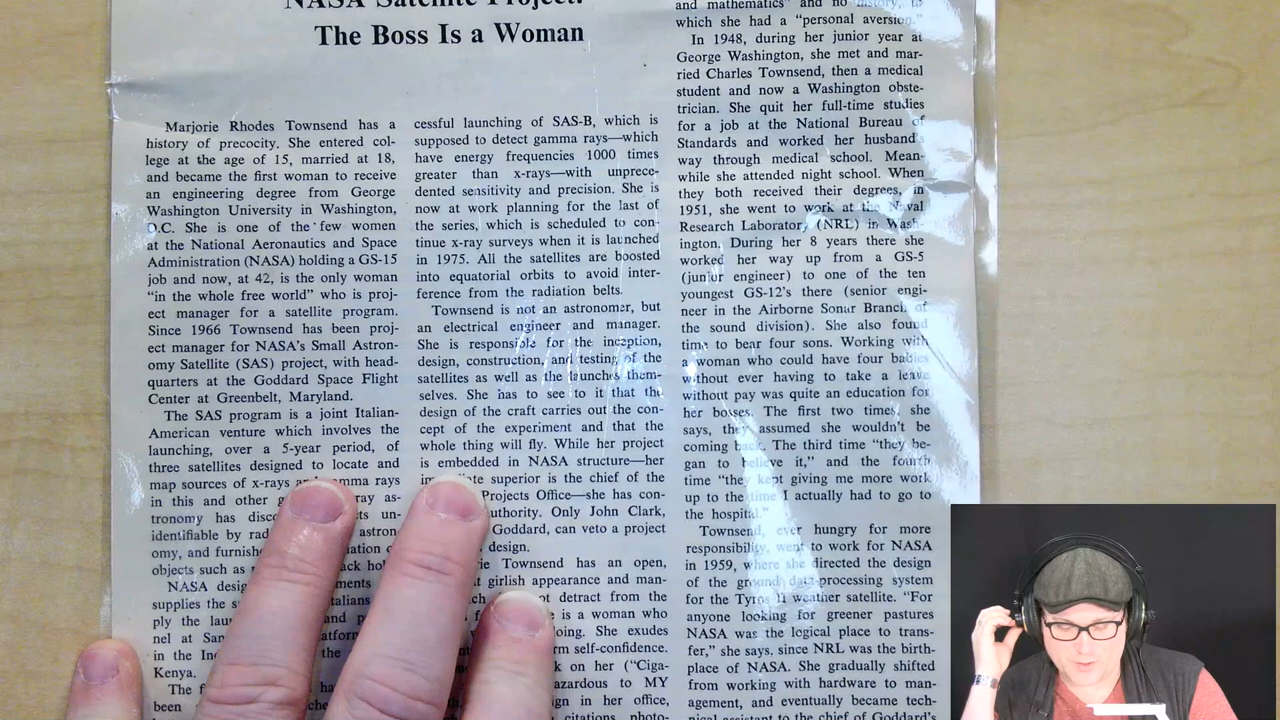 NASA Satellite Project:
The Boss Is a Woman
Marjorie Rhodes Townsend has a
history of precocity. She entered col-
lege at the age of 15, married at 18,
and became the first woman to receive
an engineering degree from George
Washington University in Washington,
D.C. She is one of the few women
at the National Aeronautics and Space
Administration (NASA) holding a GS-15
job and now, at 42, is the only woman
“in the whole free world” who is proj-
ect manager for a satellite program.
Since 1966 Townsend has been proj-
ect manager for NASA's Small Astron-
omy Satellite (SAS) project, with head-
quarters at the Goddard Space Flight
Center at Greenbelt, Maryland.
The SAS program is a joint Italian-
American venture which involves the
launching, over a 5-year period, of
three satellites designed to locate and
map sources of x-rays and gamma rays
in this and other ray as-
tronomy has un-
identifiable by astron-
omy, and furnishe
objects such as
NASA
supplies the
ply the
nel at San
in the
Kenya.
The
been
cessful launching of SAS-B, which is
supposed to detect gamma rays—which
have energy frequencies 1000 times
greater than x-rays—with unprece-
dented sensitivity and precision. She is
now at work planning for the last of
the series, which is scheduled to con-
tinue x-ray surveys when it is launched
in 1975. All the satellites are boosted
into equatorial orbits to avoid inter-
ference from the radiation belts.
Townsend is not an astronomer, but
an electrical engineer and manager.
She is responsible for the inception,
design, construction, and testing of the
satellites as well as the launches them-
selves. She has to see to it that the
design of the craft carries out the con-
cept of the experiment and that the
whole thing will fly. While her project
is embedded in NASA structure—her
immediate superior is the chief of the
Projects Office—she has con-
authority. Only John Clark,
Goddard, can veto a project
design.
Townsend has an open,
girlish appearance and man-
not detract from the
is a woman who
doing. She exudes
self-confidence.
on her (“Ciga-
hazardous to MY
in her office,
citations, photo-
and mathematics” and no history, to
which she had a “personal aversion.”
In 1948, during her junior year at
George Washington, she met and mar-
ried Charles Townsend, then a medical
student and now a Washington obste-
trician. She quit her full-time studies
for a job at the National Bureau of
Standards and worked her husband's
way through medical school. Mean-
while she attended night school. When
they both received their degrees, in
1951, she went to work at the Naval
Research Laboratory (NRL) in Wash-
ington. During her 8 years there she
worked her way up from a GS-5
(junior engineer) to one of the ten
youngest GS-12's there (senior engi-
neer in the Airborne Sonar Branch of
the sound division). She also found
time to bear four sons. Working with
a woman who could have four babies
without ever having to take a leave
without pay was quite an education for
her bosses. The first two times, she
says, they assumed she wouldn't be
coming back. The third time “they be-
gan to believe it,” and the fourth
time “they kept giving me more work
up to the time I actually had to go to
the hospital.”
Townsend, ever hungry for more
responsibility, went to work for NASA
in 1959, where she directed the design
of the ground data-processing system
for the Tyros II weather satellite. “For
anyone looking for greener pastures
NASA was the logical place to trans-
fer,” she says. since NRL was the birth-
place of NASA. She gradually shifted
from working with hardware to man-
agement, and eventually became tech-
nical assistant to the chief of Goddard's